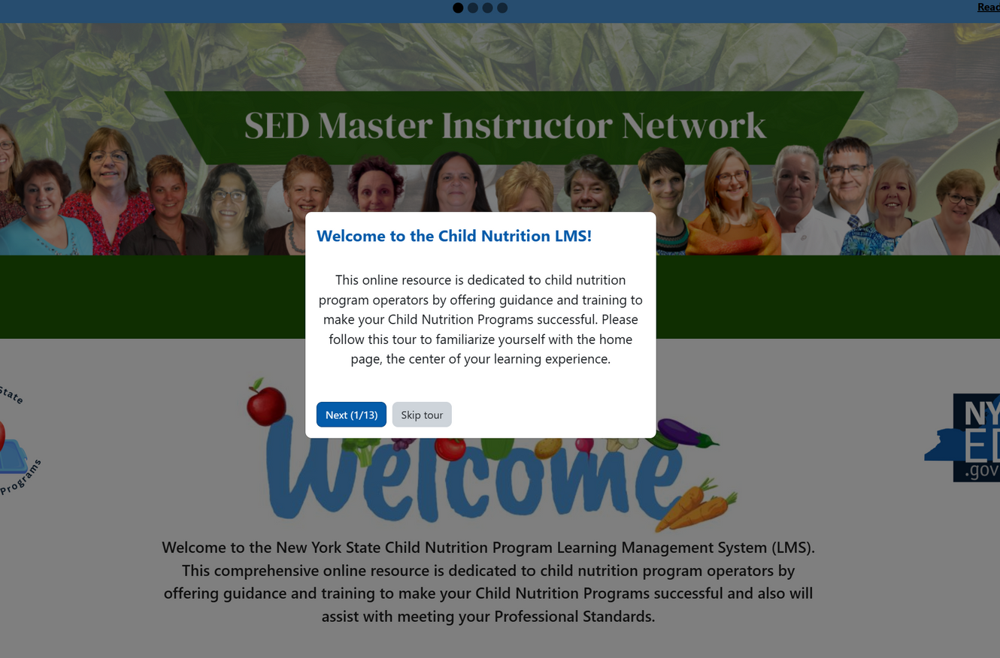 Read
SED Master Instructor Network
Welcome to the Child Nutrition LMS!
This online resource is dedicated to child nutrition
program operators by offering guidance and training to
make your Child Nutrition Programs successful. Please
follow this tour to familiarize yourself with the home
page, the center of your learning experience.
Next (1/13)
Skip tour
State
Programs
Welcome
NY
ED
.gov
Welcome to the New York State Child Nutrition Program Learning Management System (LMS).
This comprehensive online resource is dedicated to child nutrition program operators by
offering guidance and training to make your Child Nutrition Programs successful and also will
assist with meeting your Professional Standards.